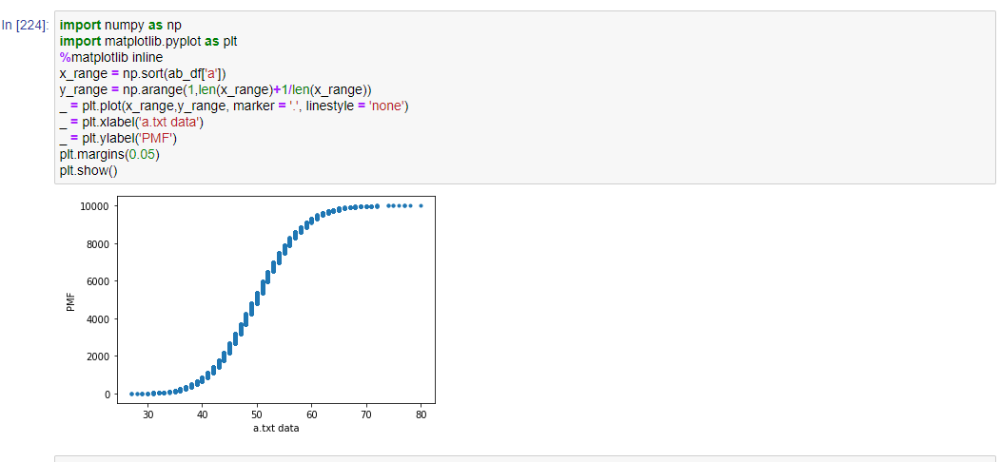 In [224]:
import numpy as np
import matplotlib.pyplot as plt
%matplotlib inline
x_range = np.sort(ab_df['a'])
y_range = np.arange(1,len(x_range)+1/len(x_range))
_ = plt.plot(x_range,y_range, marker = '.', linestyle = 'none')
_ = plt.xlabel('a.txt data')
_ = plt.ylabel('PMF')
plt.margins(0.05)
plt.show()
10000
8000
6000
4000
2000
0
PMF
30 40 50 60 70 80
a.txt data